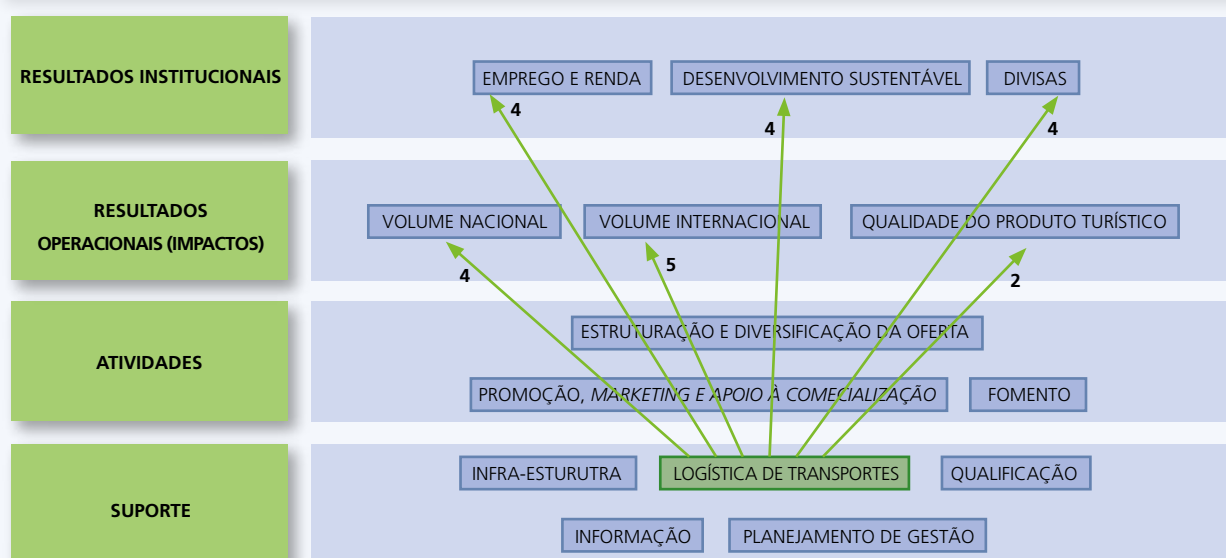 RESULTADOS INSTITUCIONAIS
EMPREGO E RENDA
DESENVOLVIMENTO SUSTENTÁVEL
DIVISAS
4
4
4
RESULTADOS
OPERACIONAIS (IMPACTOS)
VOLUME NACIONAL
VOLUME INTERNACIONAL
QUALIDADE DO PRODUTO TURÍSTICO
4
5
2
ATIVIDADES
ESTRUTURAÇÃO E DIVERSIFICAÇÃO DA OFERTA
PROMOÇÃO, MARKETING E APOIO À COMECIALIZAÇÃO
FOMENTO
SUPORTE
INFRA-ESTURUTRA
LOGÍSTICA DE TRANSPORTES
QUALIFICAÇÃO
INFORMAÇÃO
PLANEJAMENTO DE GESTÃO